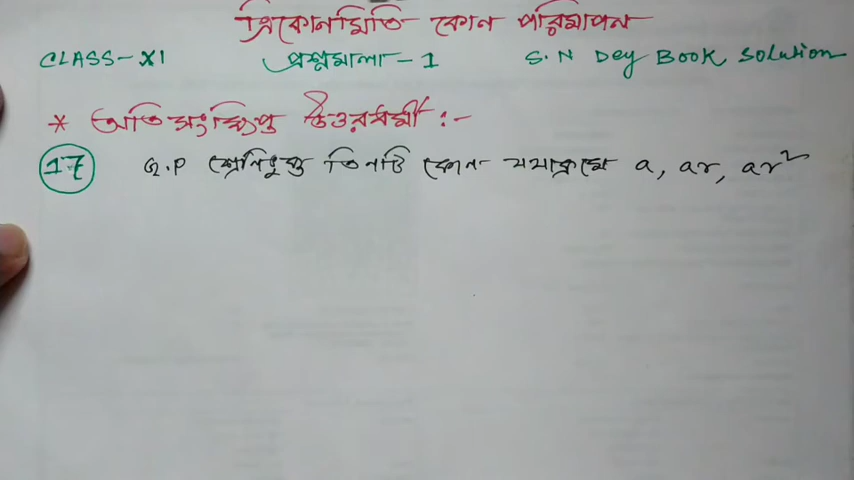 ত্রিকোনমিতি কোন পরিমাপন
CLASS-XI প্রশ্নমালা-1 S.N Dey Book Solution
* অতিসংক্ষিপ্ত উত্তরধর্মী :-
17 G.P শ্রেনিভুক্ত তিনটি কোন যথাক্রমে a, ar, ar²